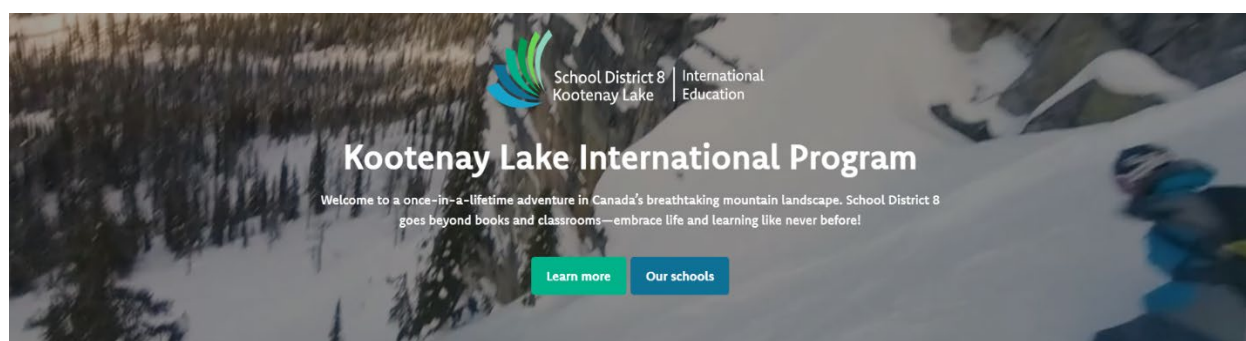 School District 8
Kootenay Lake
International
Education
Kootenay Lake International Program
Welcome to a once-in-a-lifetime adventure in Canada's breathtaking mountain landscape. School District 8
goes beyond books and classrooms—embrace life and learning like never before!
Learn more
Our schools